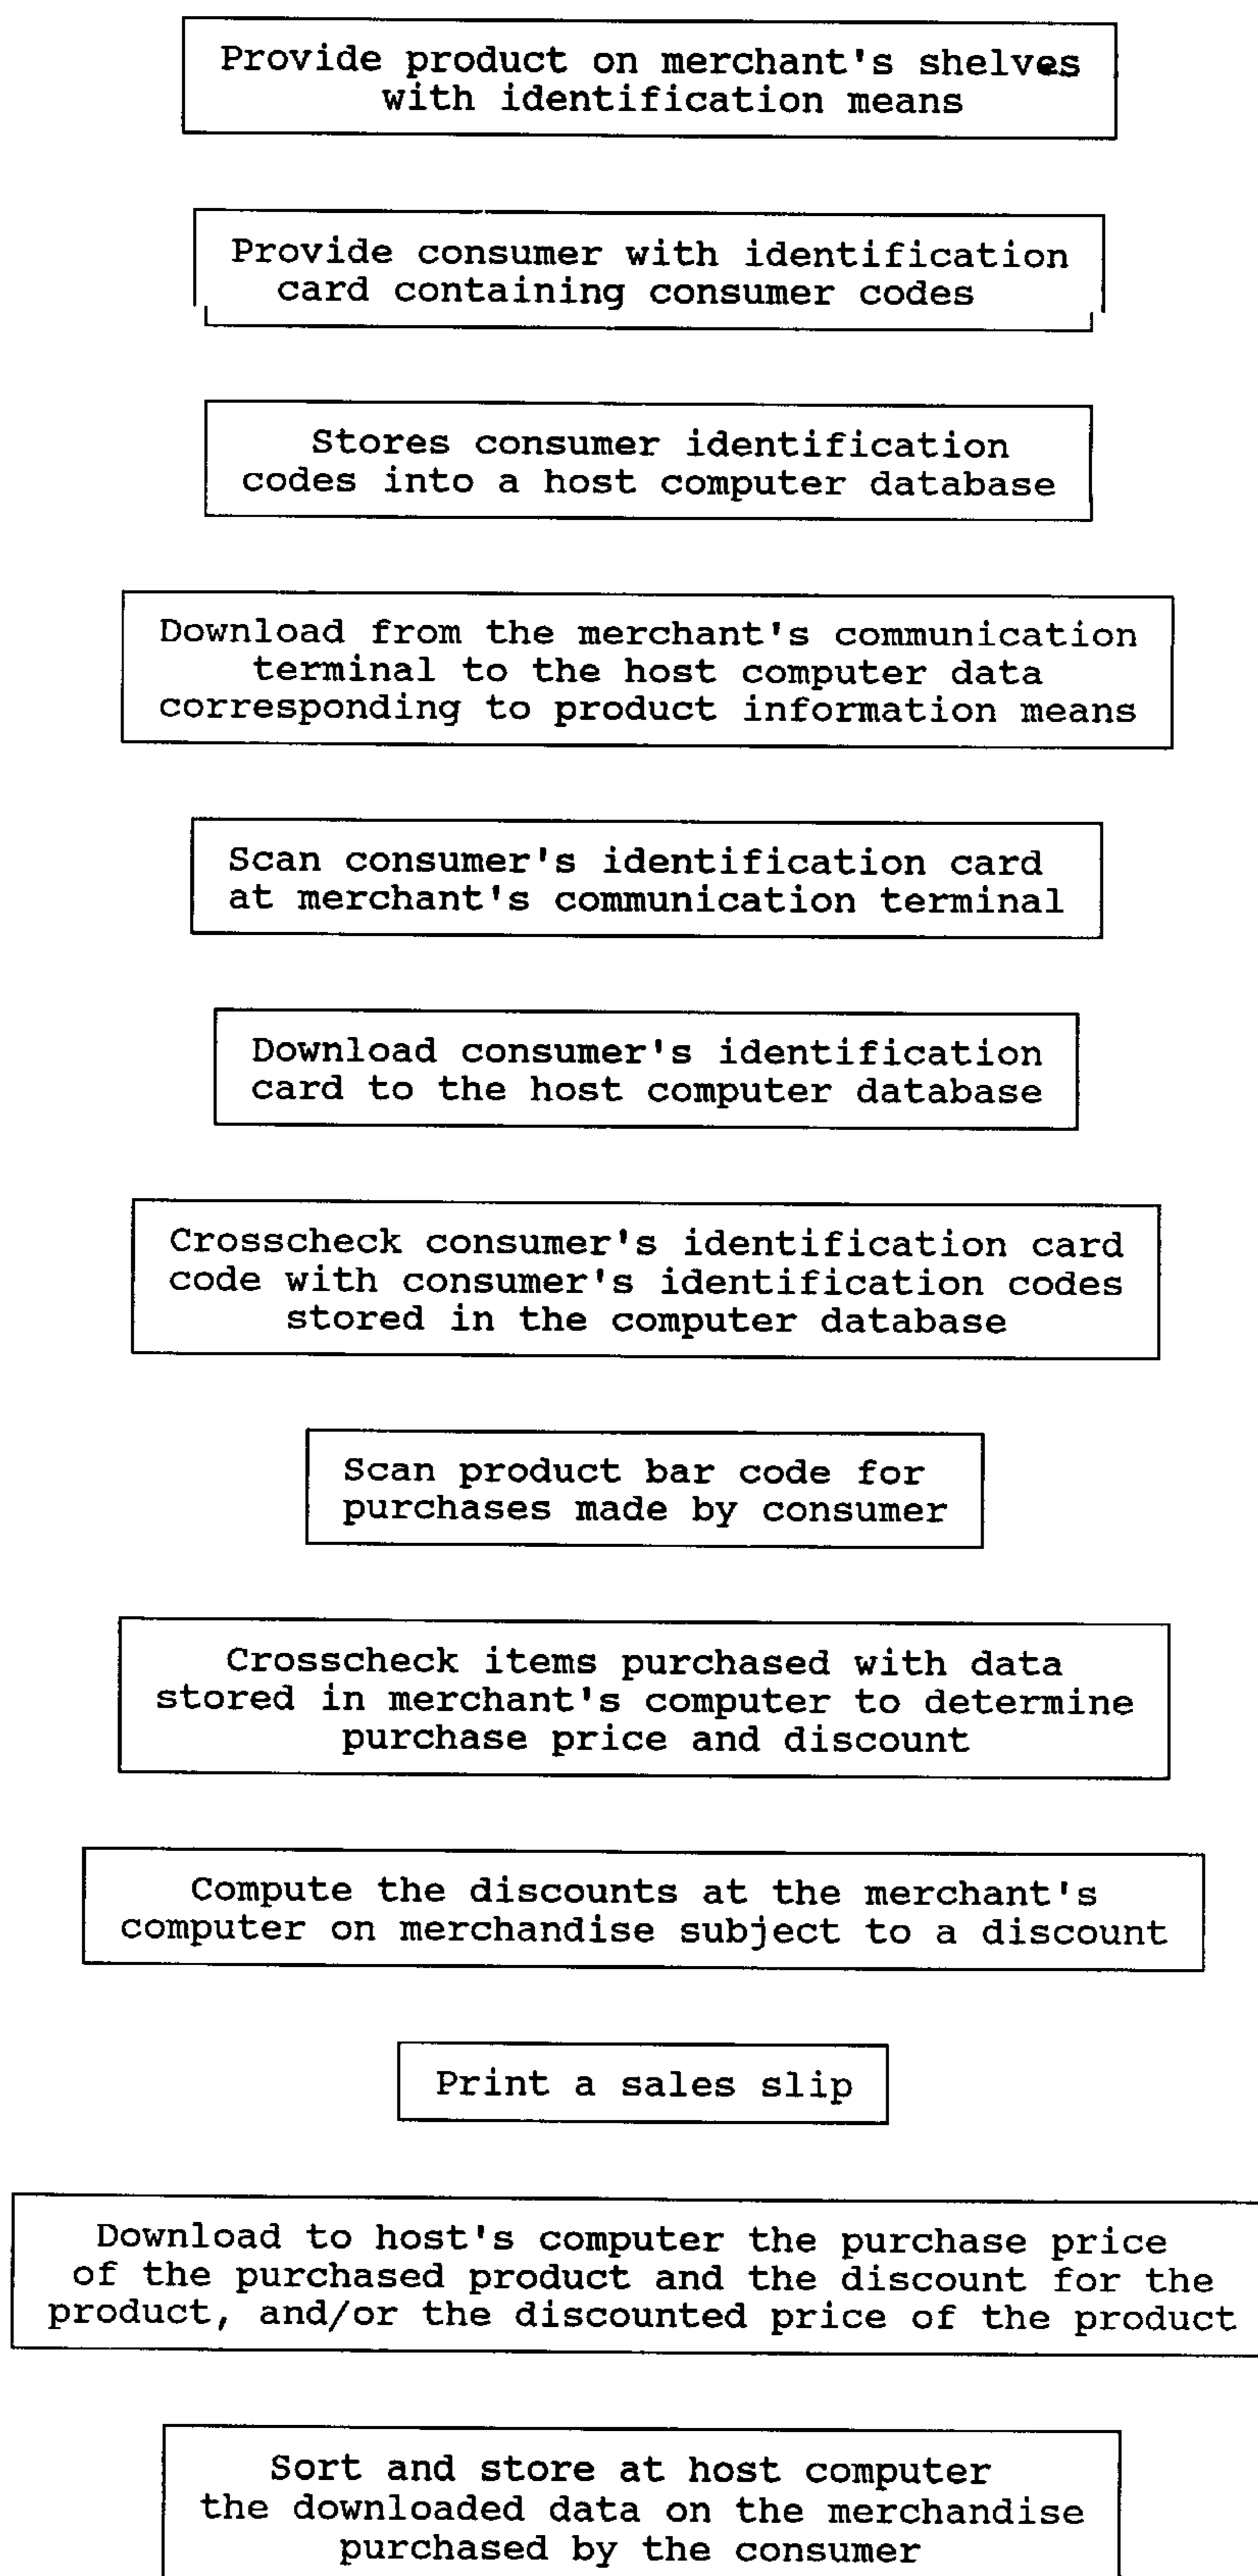 Provide product on merchant's shelves
with identification means
Provide consumer with identification
card containing consumer codes
Stores consumer identification
codes into a host computer database
Download from the merchant's communication
terminal to the host computer data
corresponding to product information means
Scan consumer's identification card
at merchant's communication terminal
Download consumer's identification
card to the host computer database
Crosscheck consumer's identification card
code with consumer's identification codes
stored in the computer database
Scan product bar code for
purchases made by consumer
Crosscheck items purchased with data
stored in merchant's computer to determine
purchase price and discount
Compute the discounts at the merchant's
computer on merchandise subject to a discount
Print a sales slip
Download to host's computer the purchase price
of the purchased product and the discount for the
product, and/or the discounted price of the product
Sort and store at host computer
the downloaded data on the merchandise
purchased by the consumer